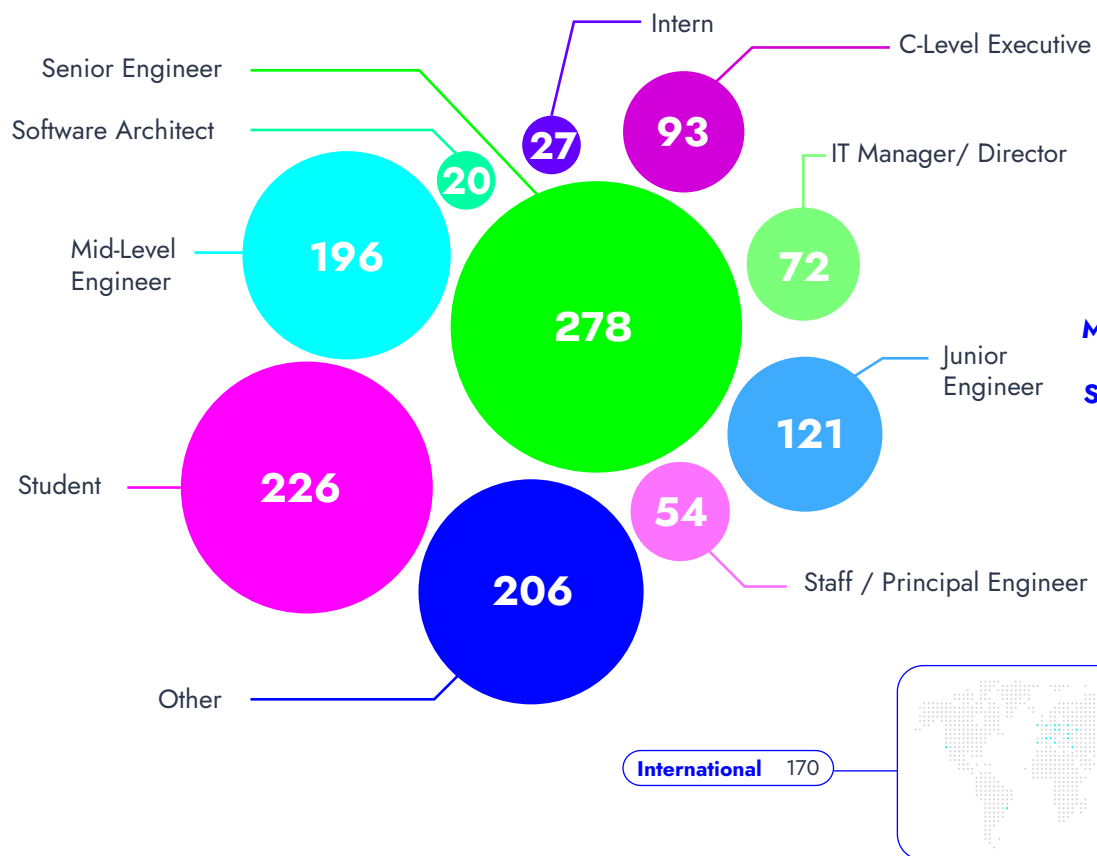 Intern
C-Level Executive
Senior Engineer
Software Architect
27
93
IT Manager/ Director
20
Mid-Level
Engineer
196
72
278
Junior
Engineer
121
Student
226
54
206
Staff / Principal Engineer
Other
International 170